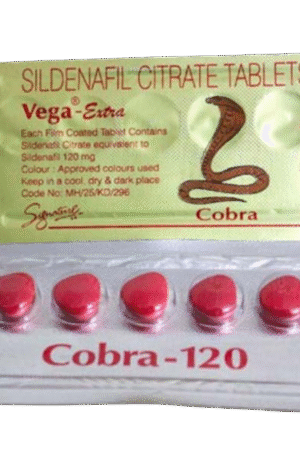 SILDENAFIL CITRATE TABLETS
Vega®-Extra
Each Film Coated Tablet Contains
Sildenafil Citrate equivalent to
Sildenafil 120 mg
Colour : Approved colours used
Keep in a cool, dry & dark place
Code No: MH/25/KD/296
Signature
Cobra
Cobra-120